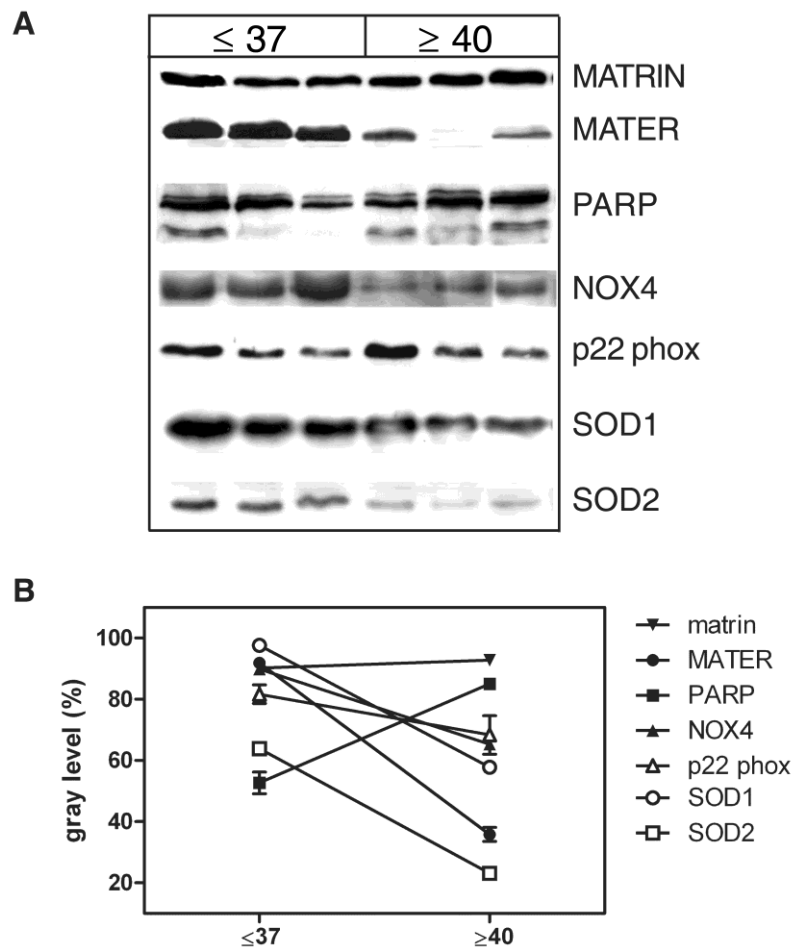 A
≤ 37 ≥ 40
MATRIN
MATER
PARP
NOX4
p22 phox
SOD1
SOD2
B
gray level (%)
100
80
60
40
20
≤37 ≥40
matrin
MATER
PARP
NOX4
p22 phox
SOD1
SOD2